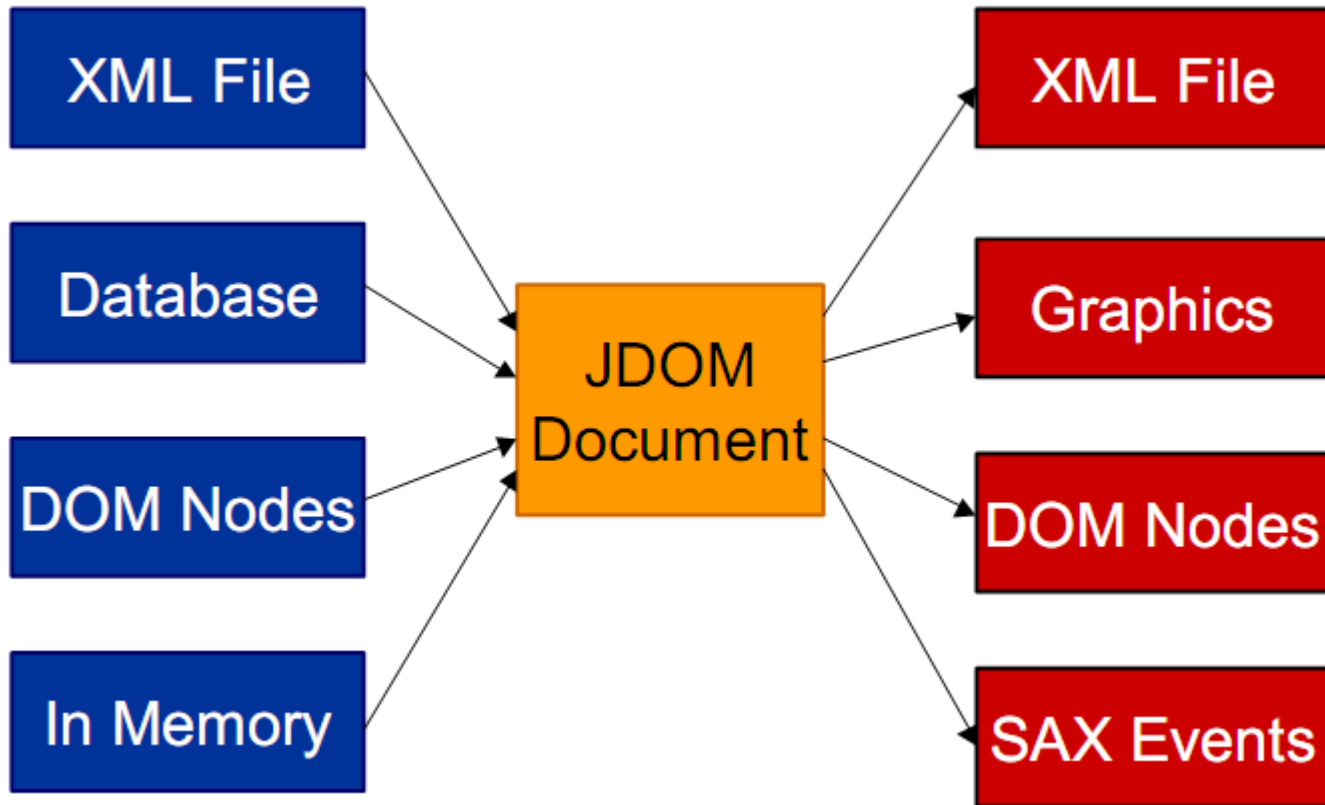 XML File
Database
DOM Nodes
In Memory
JDOM
Document
XML File
Graphics
DOM Nodes
SAX Events